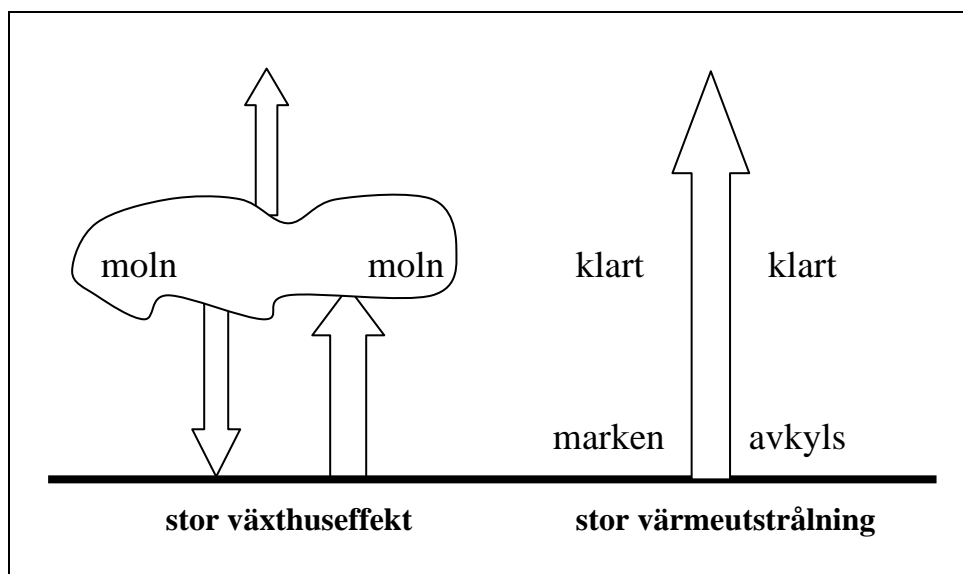 moln moln klart klart
marken avkyls
stor växthuseffekt stor värmeutstrålning